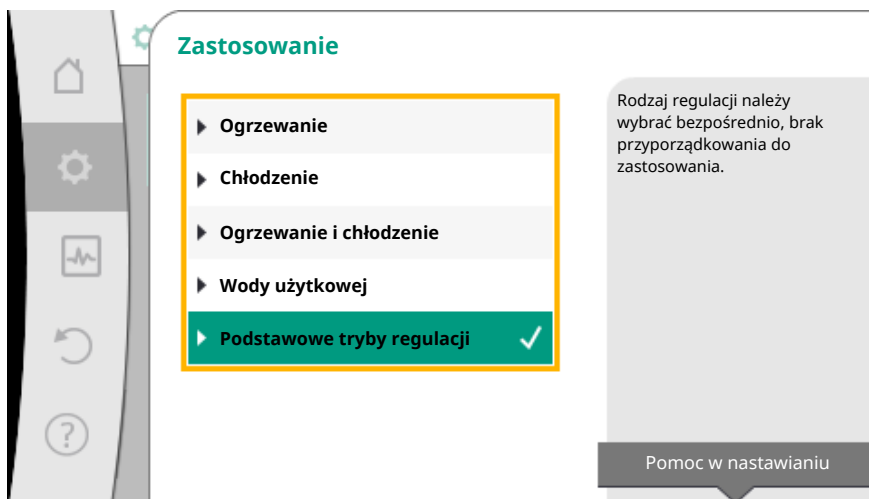 Zastosowanie
Ogrzewanie
Chłodzenie
Ogrzewanie i chłodzenie
Wody użytkowej
Podstawowe tryby regulacji
Rodzaj regulacji należy
wybrać bezpośrednio, brak
przyporządkowania do
zastosowania.
Pomoc w nastawianiu
?